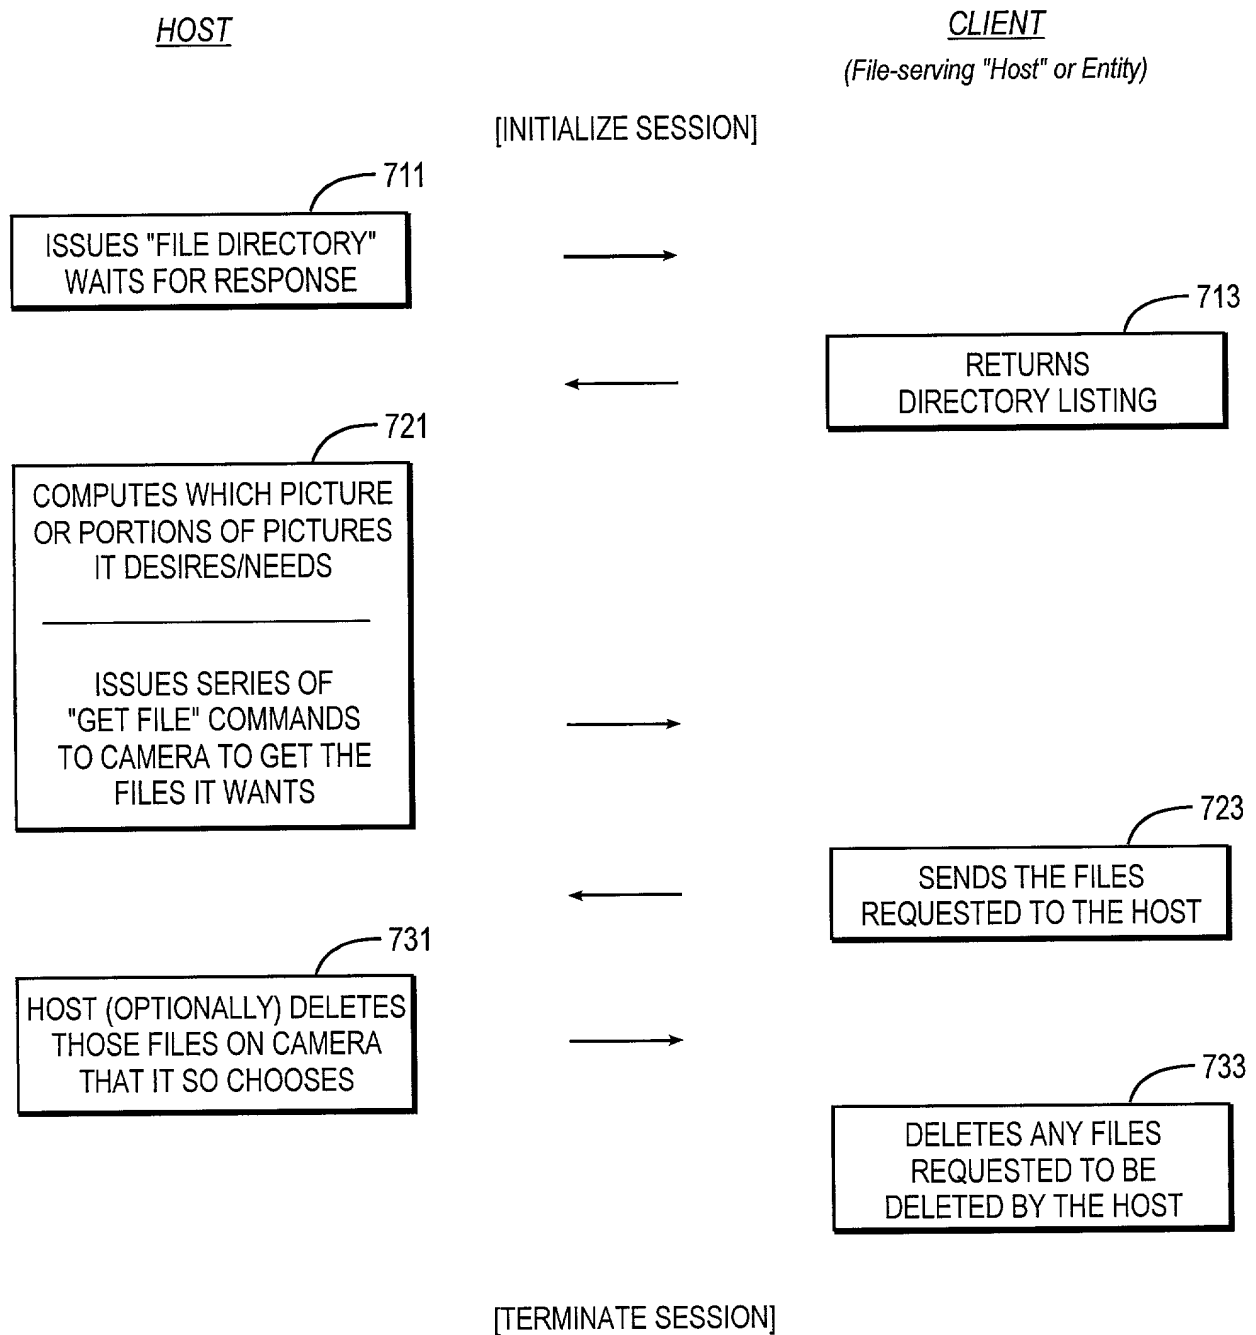 HOST
CLIENT
(File-serving "Host" or Entity)
[INITIALIZE SESSION]
711
ISSUES "FILE DIRECTORY"
WAITS FOR RESPONSE
713
RETURNS
DIRECTORY LISTING
721
COMPUTES WHICH PICTURE
OR PORTIONS OF PICTURES
IT DESIRES/NEEDS
ISSUES SERIES OF
"GET FILE" COMMANDS
TO CAMERA TO GET THE
FILES IT WANTS
723
SENDS THE FILES
REQUESTED TO THE HOST
731
HOST (OPTIONALLY) DELETES
THOSE FILES ON CAMERA
THAT IT SO CHOOSES
733
DELETES ANY FILES
REQUESTED TO BE
DELETED BY THE HOST
[TERMINATE SESSION]